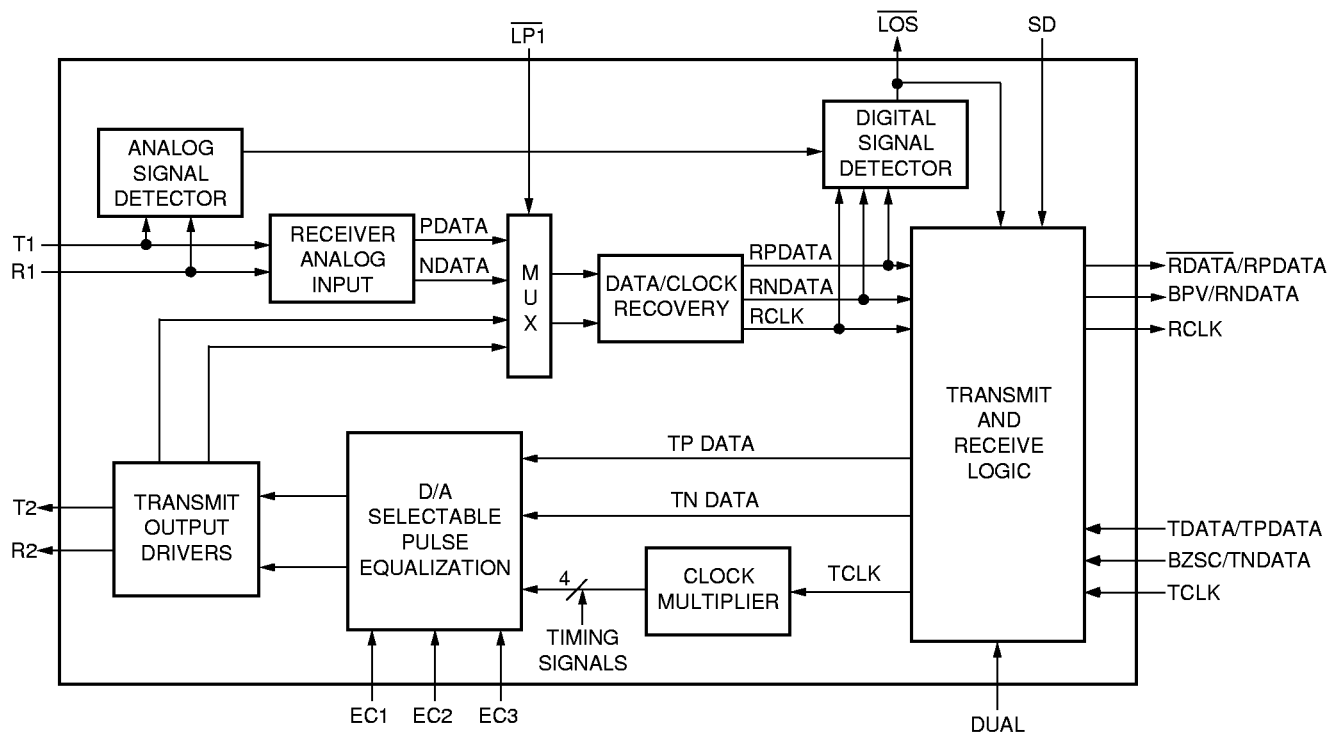 LP1
LOS
SD
ANALOG
SIGNAL
DETECTOR
DIGITAL
SIGNAL
DETECTOR
T1
R1
RECEIVER
ANALOG
INPUT
PDATA
NDATA
M
U
X
DATA/CLOCK
RECOVERY
RPDATA
RNDATA
RCLK
RDATA/RPDATA
BPV/RNDATA
RCLK
TRANSMIT
AND
RECEIVE
LOGIC
T2
R2
TRANSMIT
OUTPUT
DRIVERS
D/A
SELECTABLE
PULSE
EQUALIZATION
TP DATA
TN DATA
4
TIMING
SIGNALS
CLOCK
MULTIPLIER
TCLK
TDATA/TPDATA
BZSC/TNDATA
TCLK
EC1
EC2
EC3
DUAL